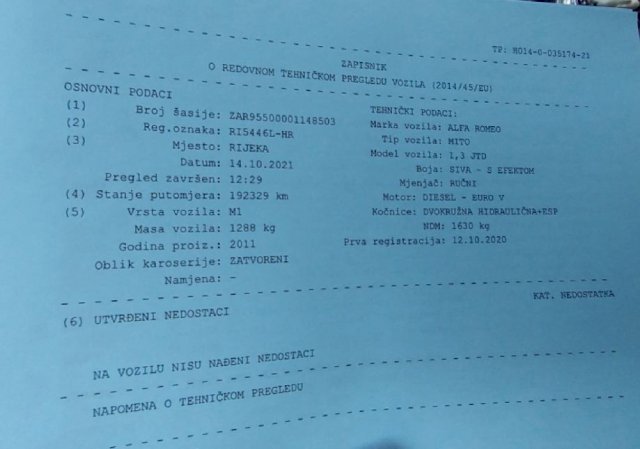 TP: H014-6-035174-21
ZAPISNIK
O REDOVNOM TEHNIČKOM PREGLEDU VOZILA (2014/45/EU)
OSNOVNI PODACI
(1) Broj šasije: ZAR95500001148503
(2) Reg.oznaka: RI5446L-HR
(3) Mjesto: RIJEKA
Datum: 14.10.2021
Pregled završen: 12:29
(4) Stanje putomjera: 192329 km
(5) Vrsta vozila: M1
Masa vozila: 1288 kg
Godina proiz.: 2011
Oblik karoserije: ZATVORENI
Namjena: -
TEHNIČKI PODACI:
Marka vozila: ALFA ROMEO
Tip vozila: MITO
Model vozila: 1,3 JTD
Boja: SIVA - S EFEKTOM
Mjenjač: RUČNI
Motor: DIESEL - EURO V
Kočnice: DVOKRUŽNA HIDRAULIČNA+ESP
NDM: 1630 kg
Prva registracija: 12.10.2020
(6) UTVRĐENI NEDOSTACI
KAT. NEDOSTATKA
NA VOZILU NISU NAĐENI NEDOSTACI
NAPOMENA O TEHNIČKOM PREGLEDU